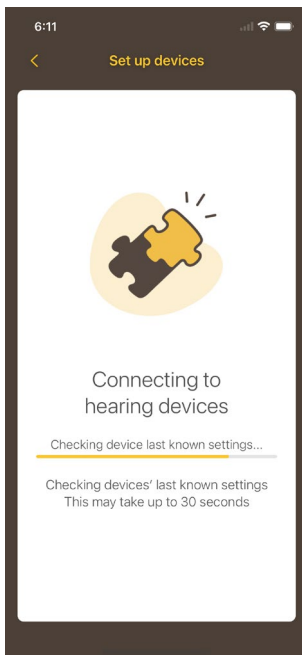 6:11
Set up devices
Connecting to
hearing devices
Checking device last known settings...
Checking devices' last known settings
This may take up to 30 seconds